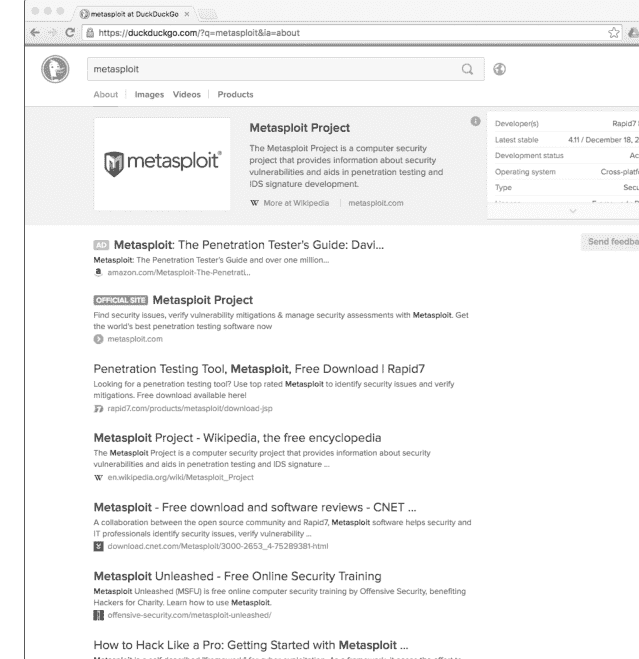 metasploit at DuckDuckGo
https://duckduckgo.com/?q=metasploit&ia=about
metasploit
About Images Videos Products
metasploit®
Metasploit Project
The Metasploit Project is a computer security
project that provides information about security
vulnerabilities and aids in penetration testing and
IDS signature development.
W More at Wikipedia metasploit.com
Developer(s) Rapid7
Latest stable 4.11 / December 18, 2
Development status Ac
Operating system Cross-platf
Type Secu
Send feedba
AD Metasploit: The Penetration Tester's Guide: Davi...
Metasploit: The Penetration Tester's Guide and over one million...
amazon.com/Metasploit-The-Penetrati...
OFFICIAL SITE Metasploit Project
Find security issues, verify vulnerability mitigations & manage security assessments with Metasploit. Get
the world's best penetration testing software now
metasploit.com
Penetration Testing Tool, Metasploit, Free Download | Rapid7
Looking for a penetration testing tool? Use top rated Metasploit to identify security issues and verify
mitigations. Free download available here!
rapid7.com/products/metasploit/download-jsp
Metasploit Project - Wikipedia, the free encyclopedia
The Metasploit Project is a computer security project that provides information about security
vulnerabilities and aids in penetration testing and IDS signature ...
W en.wikipedia.org/wiki/Metasploit_Project
Metasploit - Free download and software reviews - CNET ...
A collaboration between the open source community and Rapid7, Metasploit software helps security and
IT professionals identify security issues, verify vulnerability ...
download.cnet.com/Metasploit/3000-2653_4-75289381-html
Metasploit Unleashed - Free Online Security Training
Metasploit Unleashed (MSFU) is free online computer security training by Offensive Security, benefiting
Hackers for Charity. Learn how to use Metasploit.
offensive-security.com/metasploit-unleashed/
How to Hack Like a Pro: Getting Started with Metasploit ...